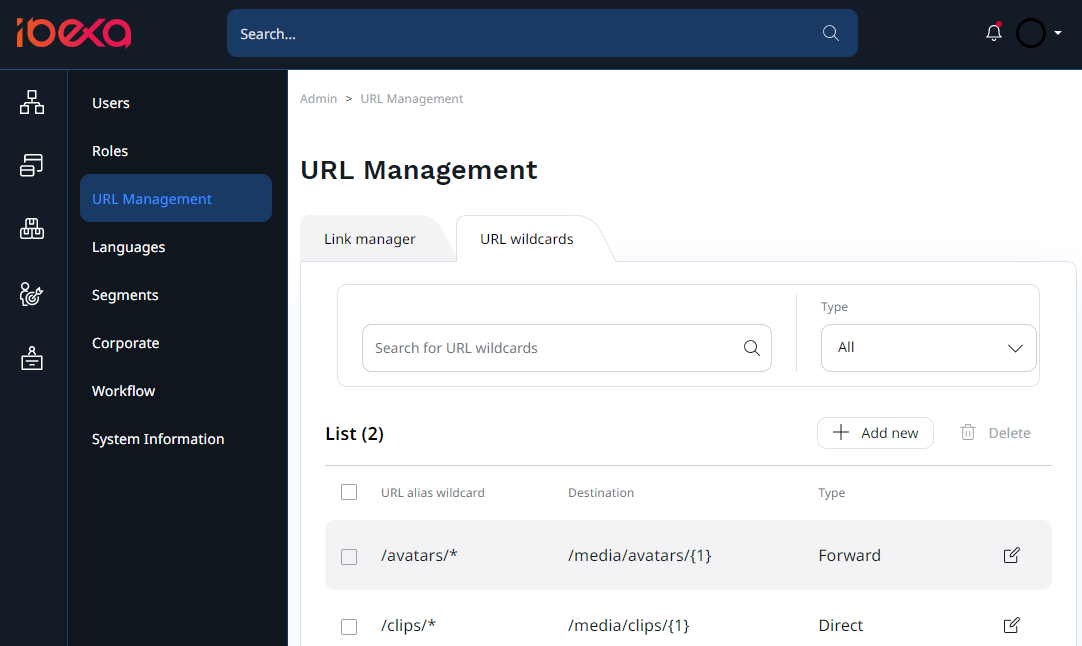 ibexa
Search...
Users
Roles
URL Management
Languages
Segments
Corporate
Workflow
System Information
Admin > URL Management
URL Management
Link manager
URL wildcards
Search for URL wildcards
Type
All
List (2)
Add new
Delete
URL alias wildcard Destination Type
/avatars/* /media/avatars/{1} Forward
/clips/* /media/clips/{1} Direct